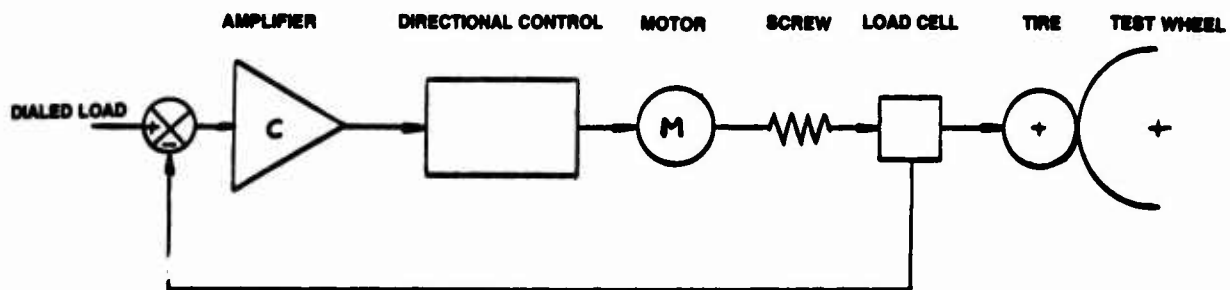 AMPLIFIER DIRECTIONAL CONTROL MOTOR SCREW LOAD CELL TIRE TEST WHEEL
DIALED LOAD
+
-
C
M
+
+